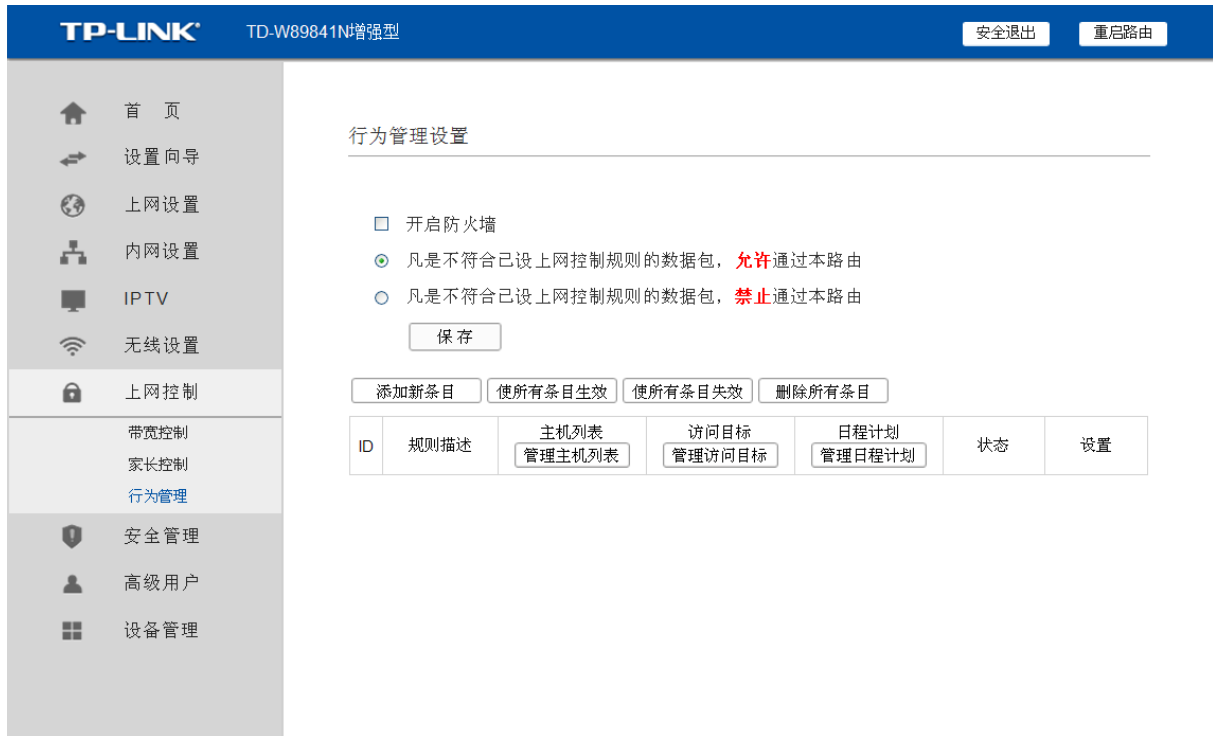 TP-LINK TD-W89841N增强型 安全退出 重启路由
首 页
设置向导
上网设置
内网设置
IPTV
无线设置
上网控制
带宽控制
家长控制
行为管理
安全管理
高级用户
设备管理
行为管理设置
开启防火墙
凡是不符合已设上网控制规则的数据包，允许通过本路由
凡是不符合已设上网控制规则的数据包，禁止通过本路由
保存
添加新条目 使所有条目生效 使所有条目失效 删除所有条目
ID 规则描述 主机列表 访问目标 日程计划 状态 设置
管理主机列表 管理访问目标 管理日程计划